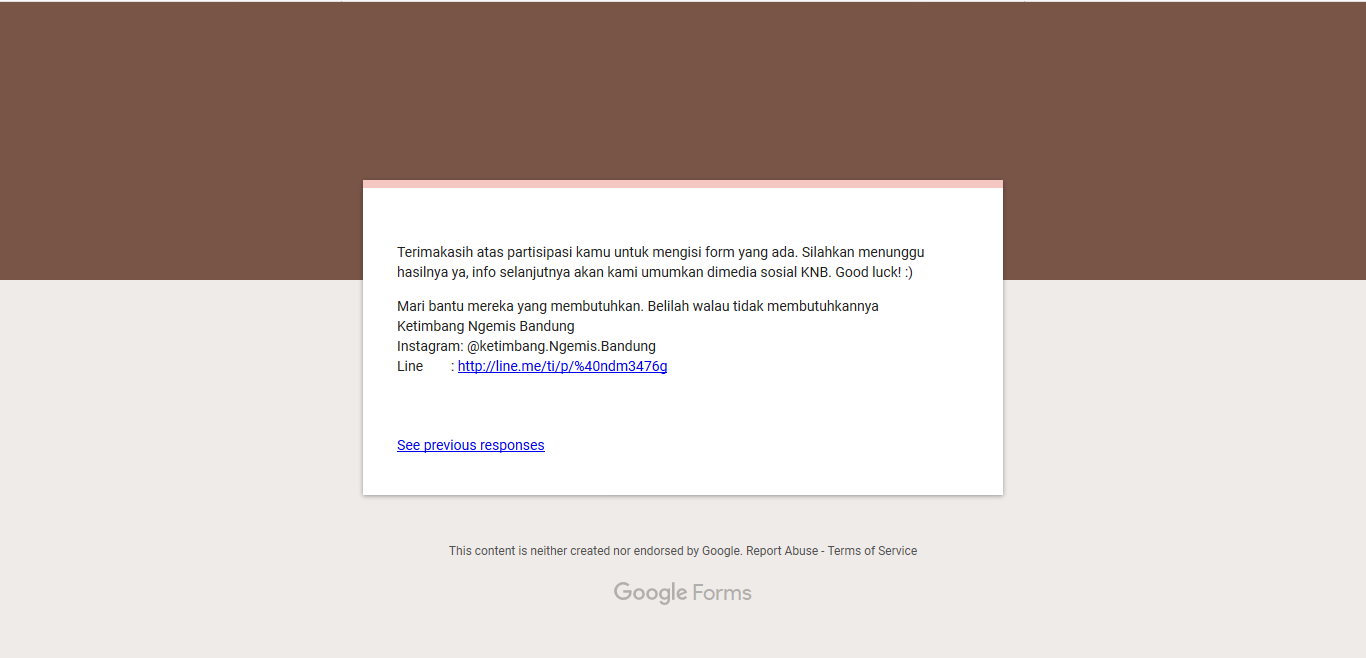 Terimakasih atas partisipasi kamu untuk mengisi form yang ada. Silahkan menunggu
hasilnya ya, info selanjutnya akan kami umumkan dimedia sosial KNB. Good luck! :)
Mari bantu mereka yang membutuhkan. Belilah walau tidak membutuhkannya
Ketimbang Ngemis Bandung
Instagram: @ketimbang.Ngemis.Bandung
Line : http://line.me/ti/p/%40ndm3476g
See previous responses
This content is neither created nor endorsed by Google. Report Abuse - Terms of Service
Google Forms